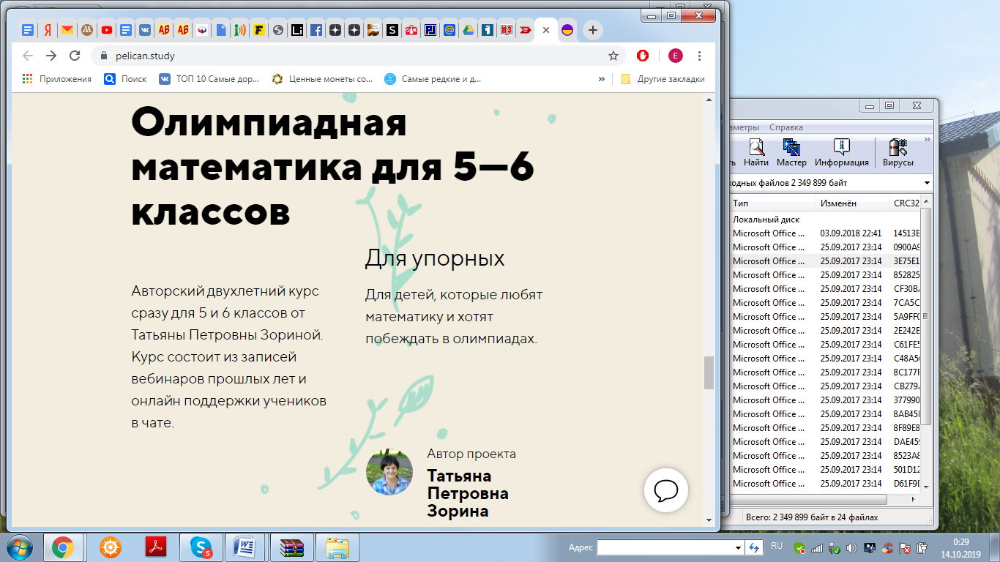 pelican.study
E
Приложения
Поиск
ТОП 10 Самые дор...
Ценные монеты со...
Самые редкие и д...
»
Другие закладки
Олимпиадная
математика для 5—6
классов
Для упорных
Авторский двухлетний курс
сразу для 5 и 6 классов от
Татьяны Петровны Зориной.
Курс состоит из записей
вебинаров прошлых лет и
онлайн поддержки учеников
в чате.
Для детей, которые любят
математику и хотят
побеждать в олимпиадах.
Автор проекта
Татьяна
Петровна
Зорина
аметры Справка
ть Найти Мастер Информация Вирусы
ходных файлов 2 349 899 байт
Тип Изменён CRC32
Локальный диск
Microsoft Office ... 03.09.2018 22:41 14513E
Microsoft Office ... 25.09.2017 23:14 0900A9
Microsoft Office ... 25.09.2017 23:14 3E75E1
Microsoft Office ... 25.09.2017 23:14 852825
Microsoft Office ... 25.09.2017 23:14 CF30B
Microsoft Office ... 25.09.2017 23:14 7CA5C
Microsoft Office ... 25.09.2017 23:14 5A9FF
Microsoft Office ... 25.09.2017 23:14 2E242E
Microsoft Office ... 25.09.2017 23:14 C61FE5
Microsoft Office ... 25.09.2017 23:14 C48A5
Microsoft Office ... 25.09.2017 23:14 8C177F
Microsoft Office ... 25.09.2017 23:14 CB279
Microsoft Office ... 25.09.2017 23:14 377990
Microsoft Office ... 25.09.2017 23:14 8AB45
Microsoft Office ... 25.09.2017 23:14 8F89E8
Microsoft Office ... 25.09.2017 23:14 DAE45
Microsoft Office ... 25.09.2017 23:14 8523A8
Microsoft Office ... 25.09.2017 23:14 501D12
Microsoft Office ... 25.09.2017 23:14 D61F9
Всего: 2 349 899 байт в 24 файлах
Адрес
RU
0:29
14.10.2019